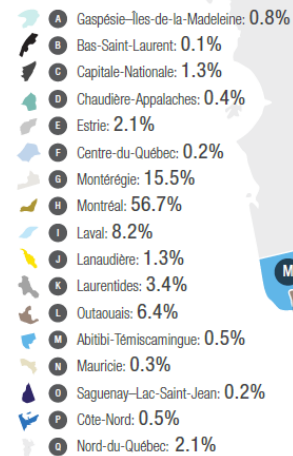 A Gaspésie–Îles-de-la-Madeleine: 0.8%
B Bas-Saint-Laurent: 0.1%
C Capitale-Nationale: 1.3%
D Chaudière-Appalaches: 0.4%
E Estrie: 2.1%
F Centre-du-Québec: 0.2%
G Montérégie: 15.5%
H Montréal: 56.7%
I Laval: 8.2%
J Lanaudière: 1.3%
K Laurentides: 3.4%
L Outaouais: 6.4%
M Abitibi-Témiscamingue: 0.5% M
N Mauricie: 0.3%
O Saguenay–Lac-Saint-Jean: 0.2%
P Côte-Nord: 0.5%
Q Nord-du-Québec: 2.1%